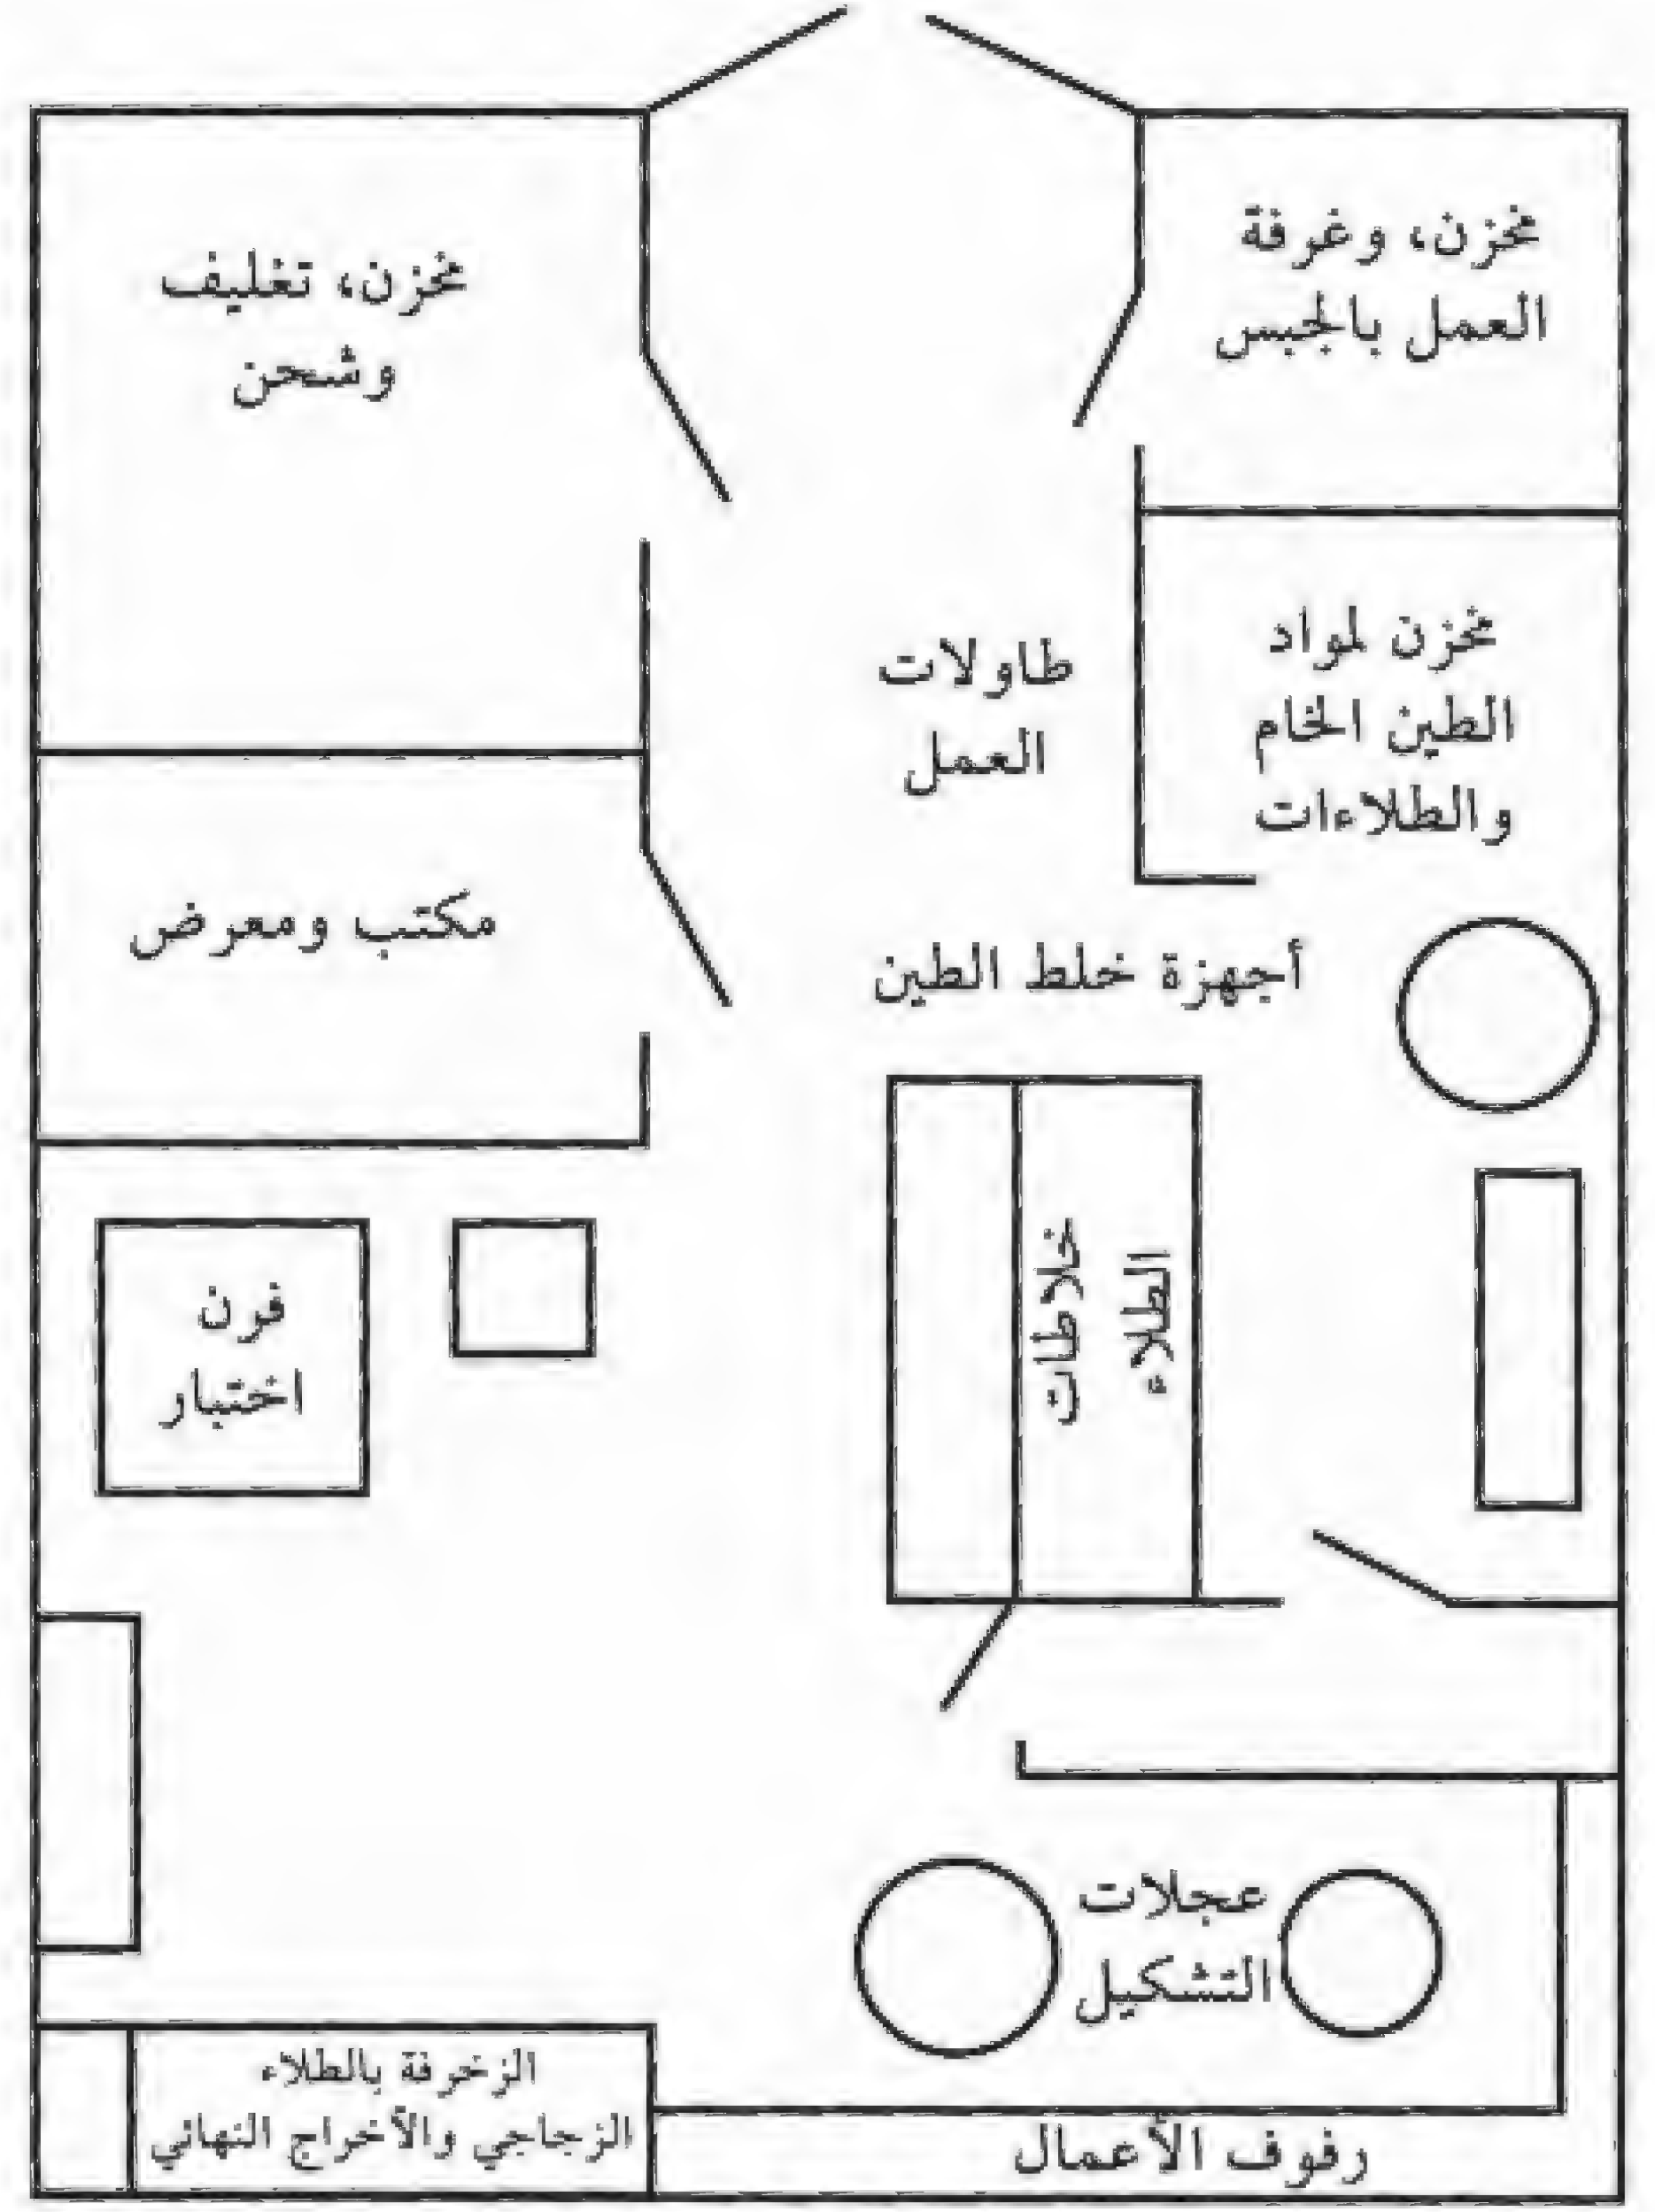 مخزن، وغرفة
العمل بالجبس
مخزن، تغليف
وشحن
مخزن لمواد
الطين الخام
والطلاءات
طاولات
العمل
مكتب ومعرض
أجهزة خلط الطين
خلاطات
الطلاء
فرن
اختبار
عجلات
التشكيل
الزخرفة بالطلاء
الزجاجي والأخراج النهائي
رفوف الأعمال